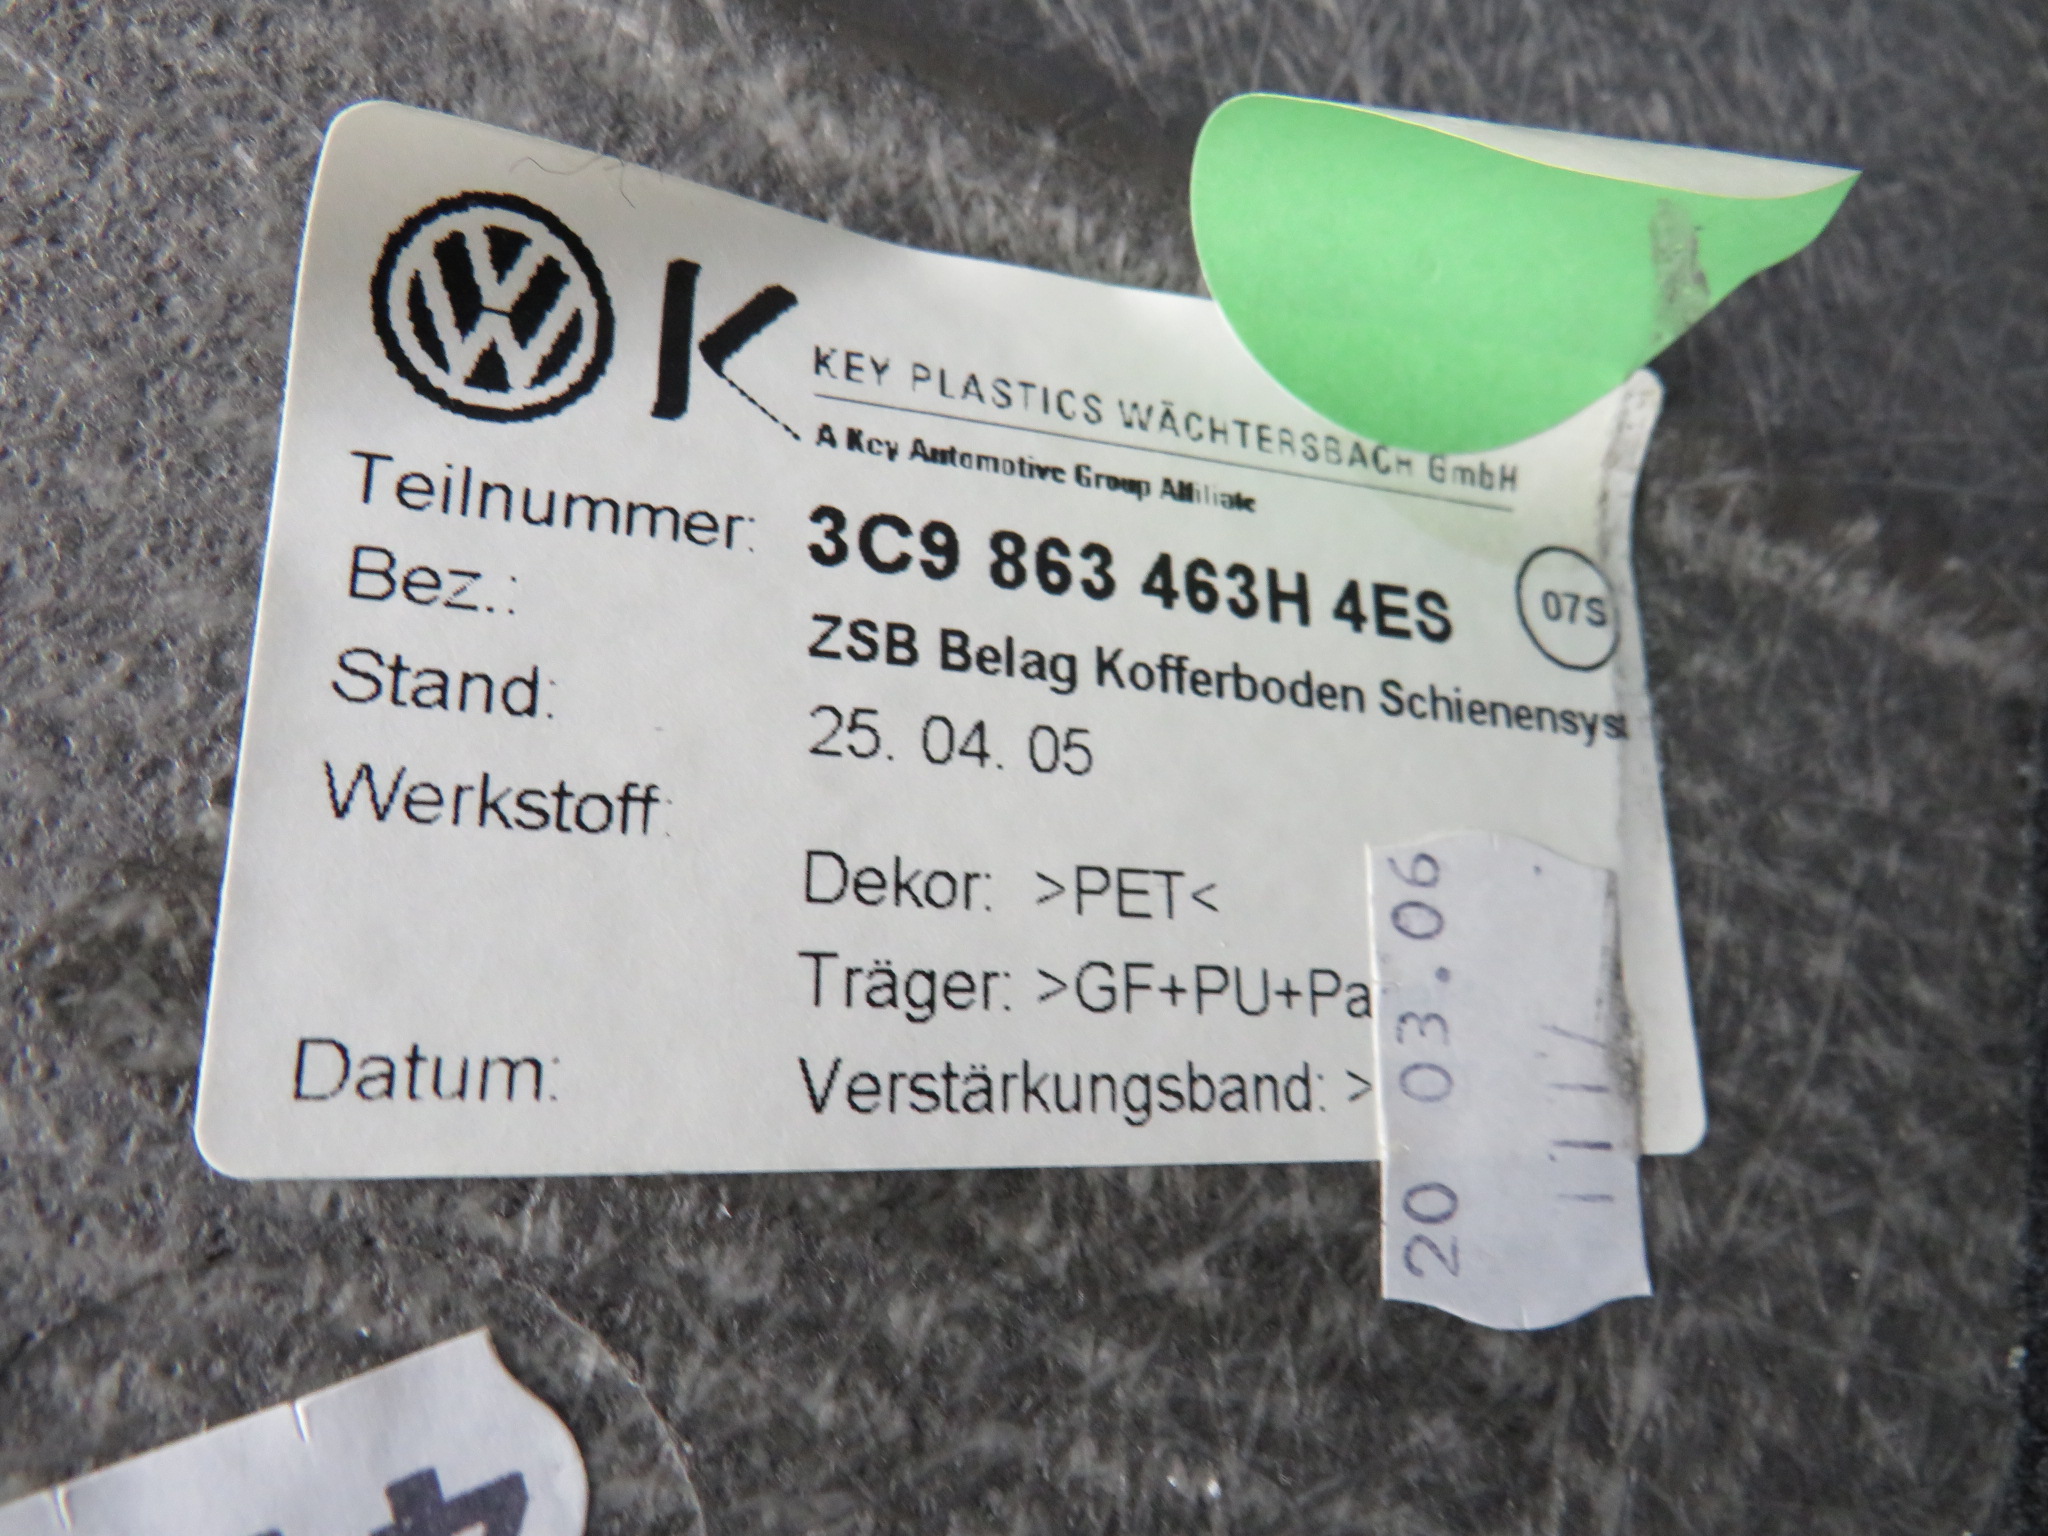 KEY PLASTICS WÄCHTERSBACH GmbH
A Key Automotive Group Affiliate
Teilnummer: 3C9 863 463H 4ES
07S
Bez.: ZSB Belag Kofferboden Schienensyst
Stand: 25. 04. 05
Werkstoff:
Dekor: >PET<
Träger: >GF+PU+Pa
Datum: Verstärkungsband: >
20 03.06